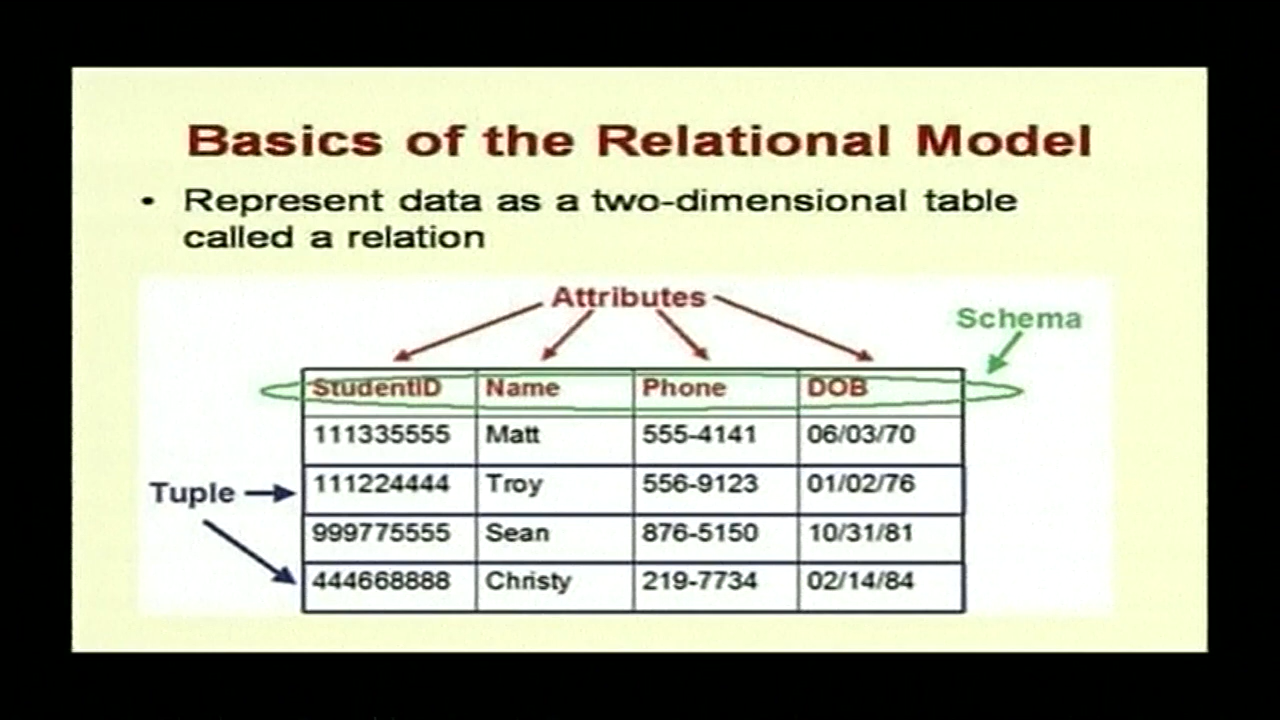 Basics of the Relational Model
• Represent data as a two-dimensional table
called a relation
Attributes
Schema
StudentID Name Phone DOB
111335555 Matt 555-4141 06/03/70
Tuple
111224444 Troy 556-9123 01/02/76
999775555 Sean 876-5150 10/31/81
444668888 Christy 219-7734 02/14/84